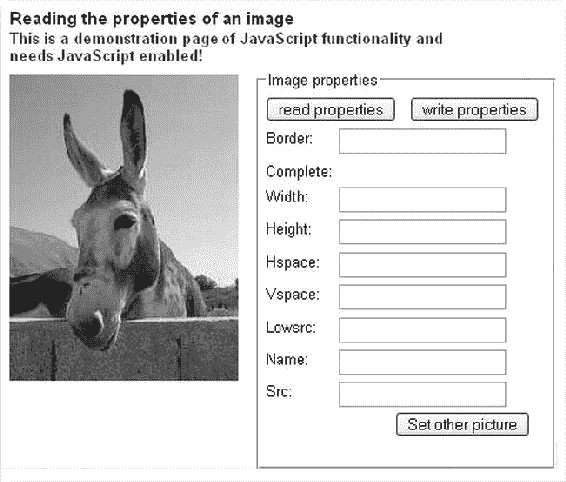 Reading the properties of an image
This is a demonstration page of JavaScript functionality and
needs JavaScript enabled!
Image properties
read properties write properties
Border:
Complete:
Width:
Height:
Hspace:
Vspace:
Lowsrc:
Name:
Src:
Set other picture